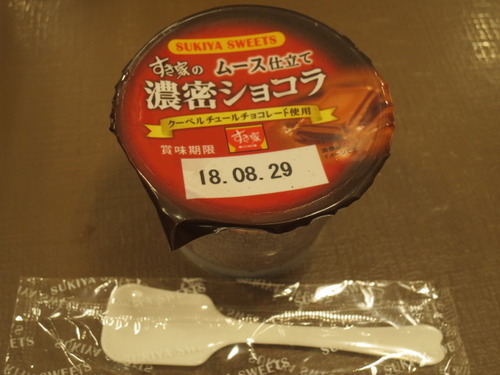 SUKIYA SWEETS
すき家の ムース仕立て
濃密ショコラ
クーベルチュールチョコレート使用
すき家
賞味期限
18.08.29
SUKIYA
SUKIYA SWEETS
SWEETS